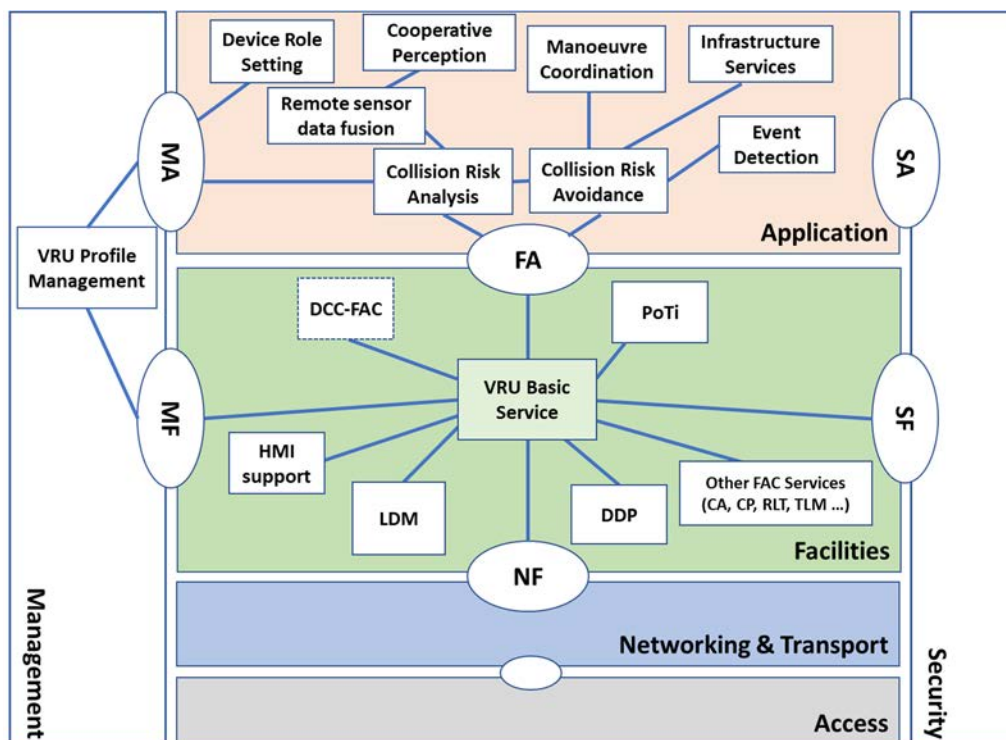 Device Role
Setting
Cooperative
Perception
Manoeuvre
Coordination
Infrastructure
Services
Remote sensor
data fusion
Event
Detection
MA
SA
Collision Risk
Analysis
Collision Risk
Avoidance
Application
VRU Profile
Management
FA
DCC-FAC
PoTi
VRU Basic
Service
MF
SF
HMI
support
LDM
DDP
Other FAC Services
(CA, CP, RLT, TLM ...)
Facilities
NF
Management
Networking & Transport
Security
Access